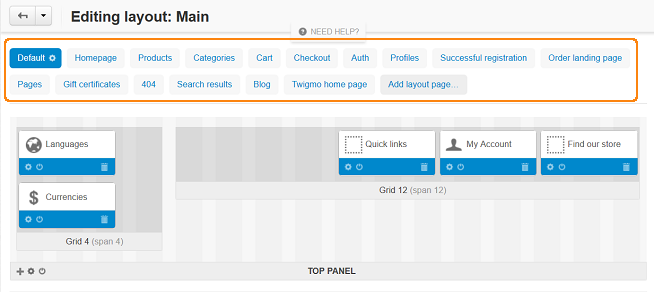 Editing layout: Main
NEED HELP?
Default Homepage Products Categories Cart Checkout Auth Profiles Successful registration Order landing page
Pages Gift certificates 404 Search results Blog Twigmo home page Add layout page...
Languages Quick links My Account Find our store
Currencies Grid 12 (span 12)
Grid 4 (span 4)
TOP PANEL